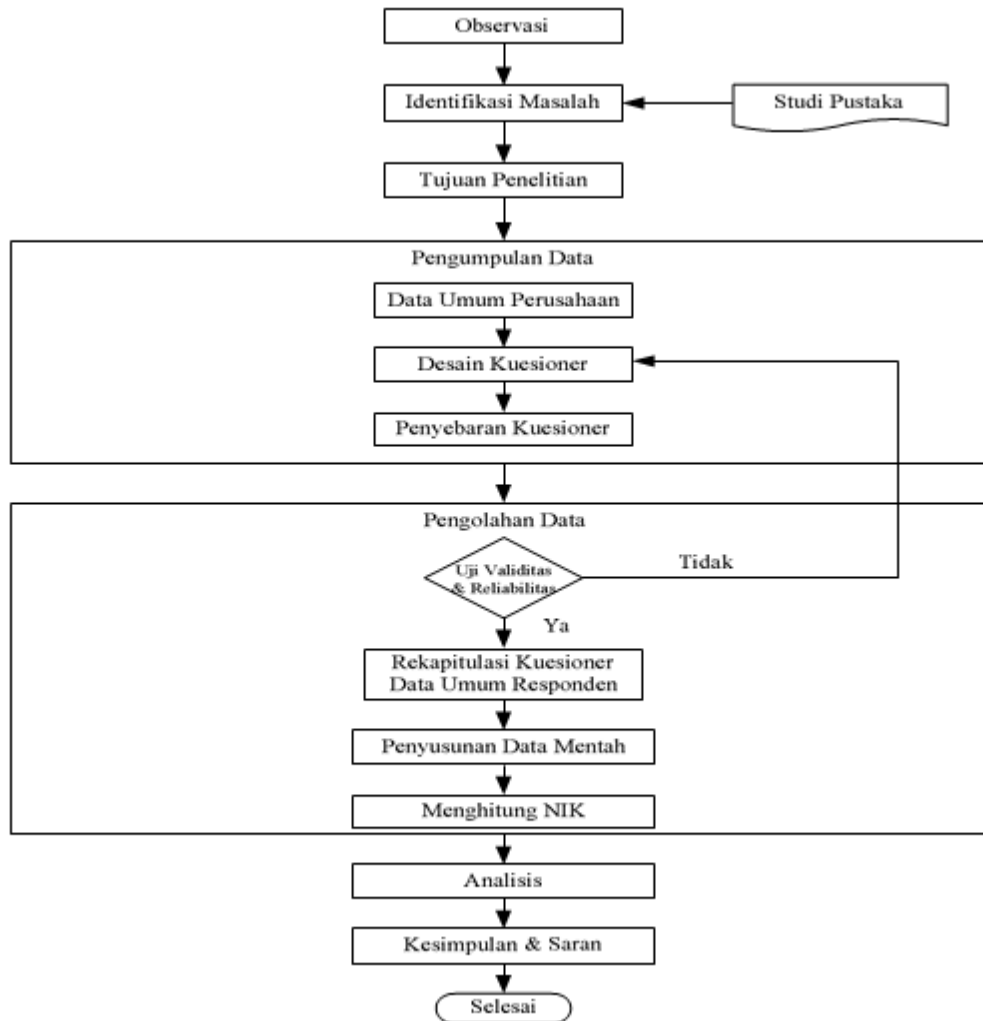 Observasi
Identifikasi Masalah
Studi Pustaka
Tujuan Penelitian
Pengumpulan Data
Data Umum Perusahaan
Desain Kuesioner
Penyebaran Kuesioner
Pengolahan Data
Uji Validitas
& Reliabilitas
Tidak
Ya
Rekapitulasi Kuesioner
Data Umum Responden
Penyusunan Data Mentah
Menghitung NIK
Analisis
Kesimpulan & Saran
Selesai